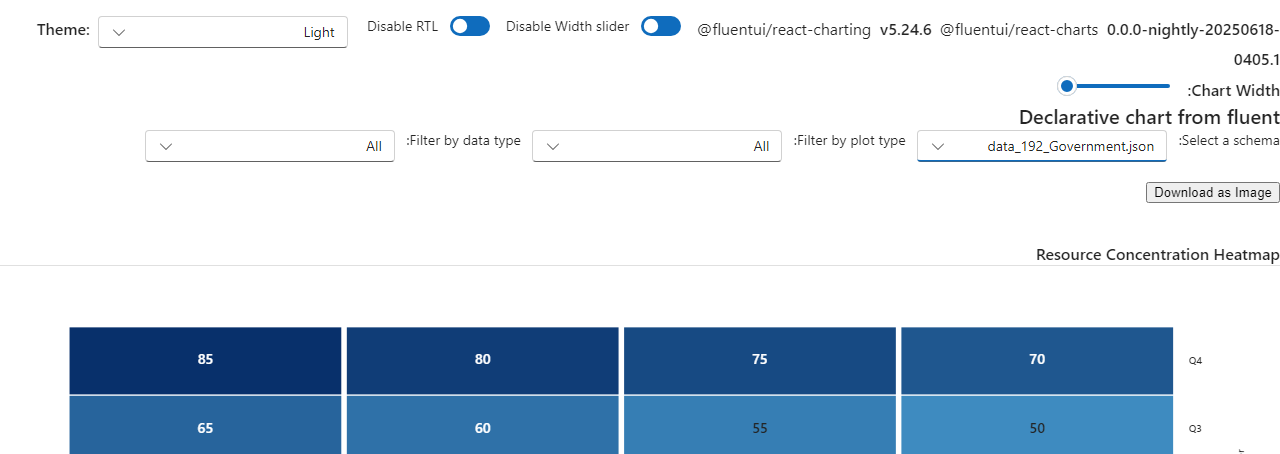 Theme: Light Disable RTL Disable Width slider @fluentui/react-charting v5.24.6 @fluentui/react-charts 0.0.0-nightly-20250618-
0405.1
:Chart Width
Declarative chart from fluent
:Select a schema data_192_Government.json :Filter by plot type All :Filter by data type All
Download as Image
Resource Concentration Heatmap
85 80 75 70 Q4
65 60 55 50 Q3